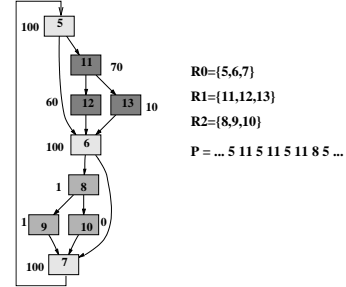 100 5
11 70
R0={5,6,7}
60 12 13 10
R1={11,12,13}
R2={8,9,10}
100 6
P = ... 5 11 5 11 5 11 8 5 ...
1 8
1 9 10 0
100 7